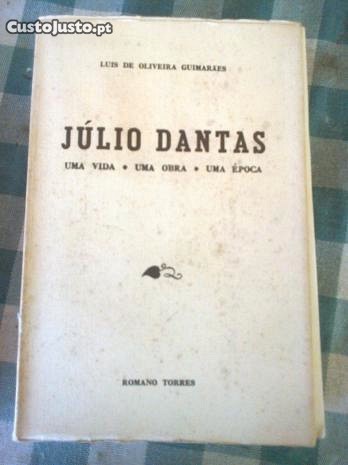 CustoJusto.pt
LUIS DE OLIVEIRA GUIMARÃES
JÚLIO DANTAS
UMA VIDA • UMA OBRA • UMA ÉPOCA
ROMANO TORRES